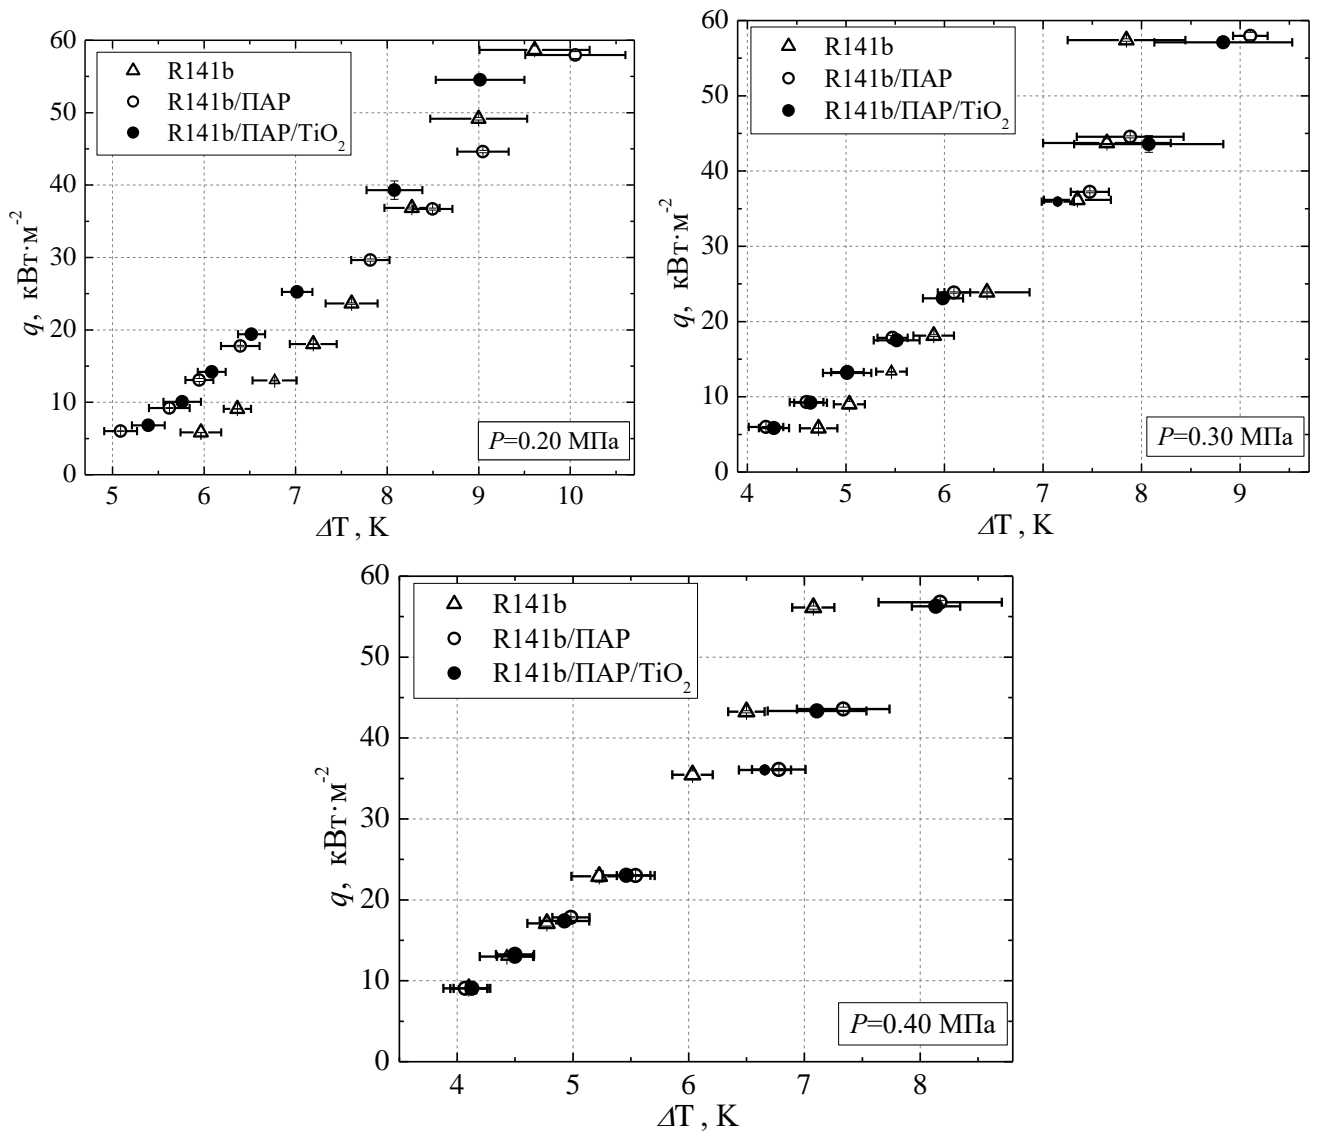 60
50
40
30
20
10
0
q, кВт·м-2
R141b
R141b/ПАР
R141b/ПАР/TiO2
P=0.20 МПа
5 6 7 8 9 10
ΔT , K
60
50
40
30
20
10
0
q, кВт·м-2
R141b
R141b/ПАР
R141b/ПАР/TiO2
P=0.30 МПа
4 5 6 7 8 9
ΔT , K
60
50
40
30
20
10
0
q, кВт·м-2
R141b
R141b/ПАР
R141b/ПАР/TiO2
P=0.40 МПа
4 5 6 7 8
ΔT , K